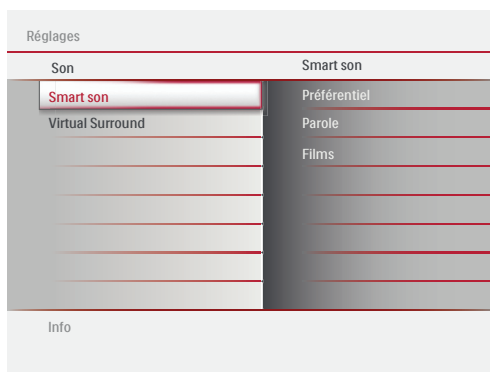 Réglages
Son
Smart son
Smart son
Préférentiel
Virtual Surround
Parole
Films
Info